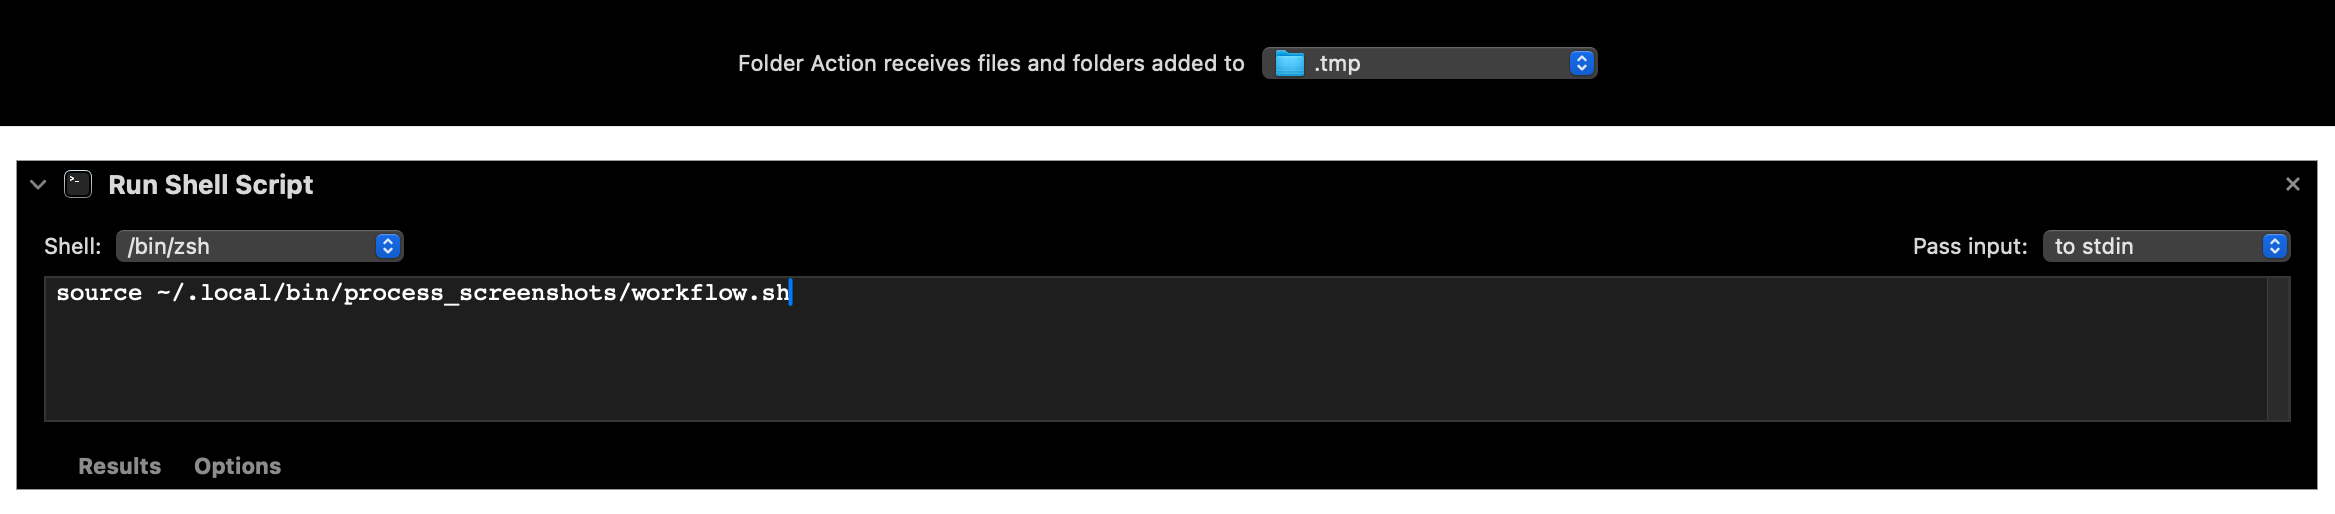 Folder Action receives files and folders added to .tmp
Run Shell Script
Shell: /bin/zsh Pass input: to stdin
source ~/.local/bin/process_screenshots/workflow.sh
Results Options